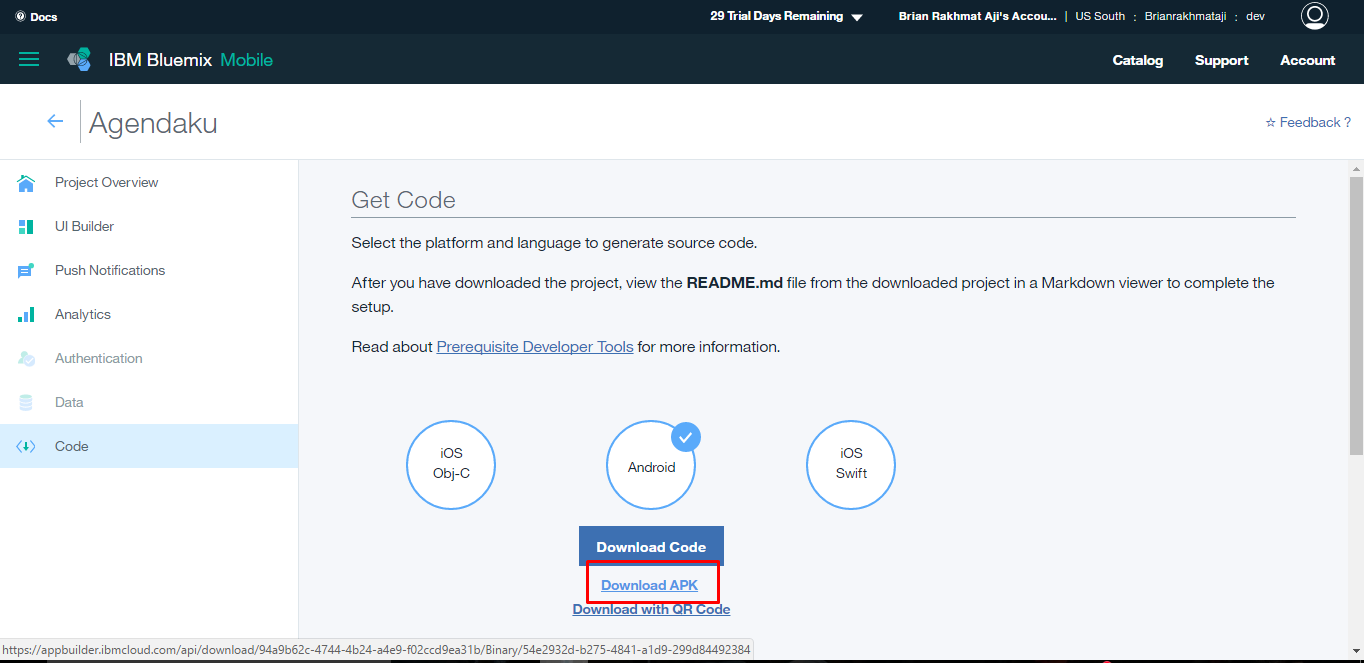 Docs
29 Trial Days Remaining
Brian Rakhmat Aji's Accou... | US South : Brianrakhmataji : dev
IBM Bluemix Mobile
Catalog Support Account
Agendaku
Feedback ?
Project Overview
UI Builder
Push Notifications
Analytics
Authentication
Data
Code
Get Code
Select the platform and language to generate source code.
After you have downloaded the project, view the README.md file from the downloaded project in a Markdown viewer to complete the
setup.
Read about Prerequisite Developer Tools for more information.
iOS
Obj-C
Android
iOS
Swift
Download Code
Download APK
Download with QR Code
https://appbuilder.ibmcloud.com/api/download/94a9b62c-4744-4b24-a4e9-f02ccd9ea31b/Binary/54e2932d-b275-4841-a1d9-299d84492384